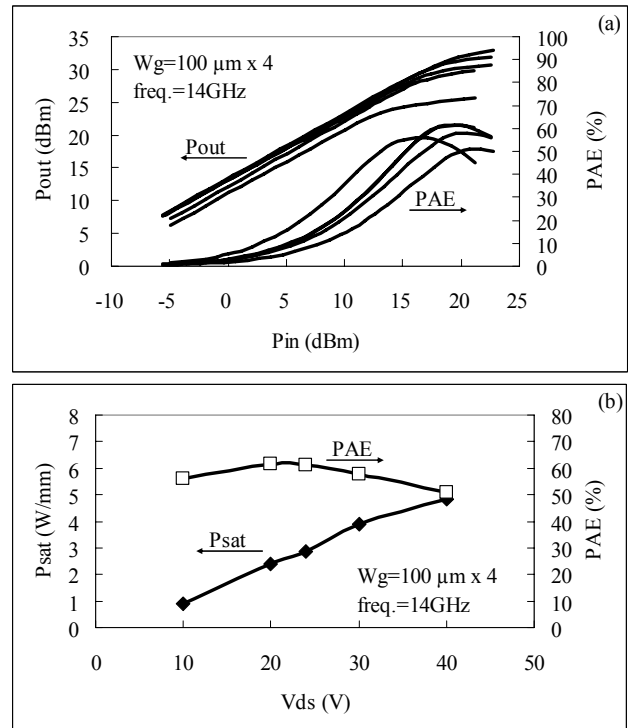 (a)
Wg=100 µm x 4
freq.=14GHz
Pout
PAE
35
30
25
20
15
10
5
0
Pout (dBm)
100
90
80
70
60
50
40
30
20
10
0
PAE (%)
-10 -5 0 5 10 15 20 25
Pin (dBm)
(b)
PAE
Psat
Wg=100 µm x 4
freq.=14GHz
8
7
6
5
4
3
2
1
0
Psat (W/mm)
80
70
60
50
40
30
20
10
0
PAE (%)
0 10 20 30 40 50
Vds (V)